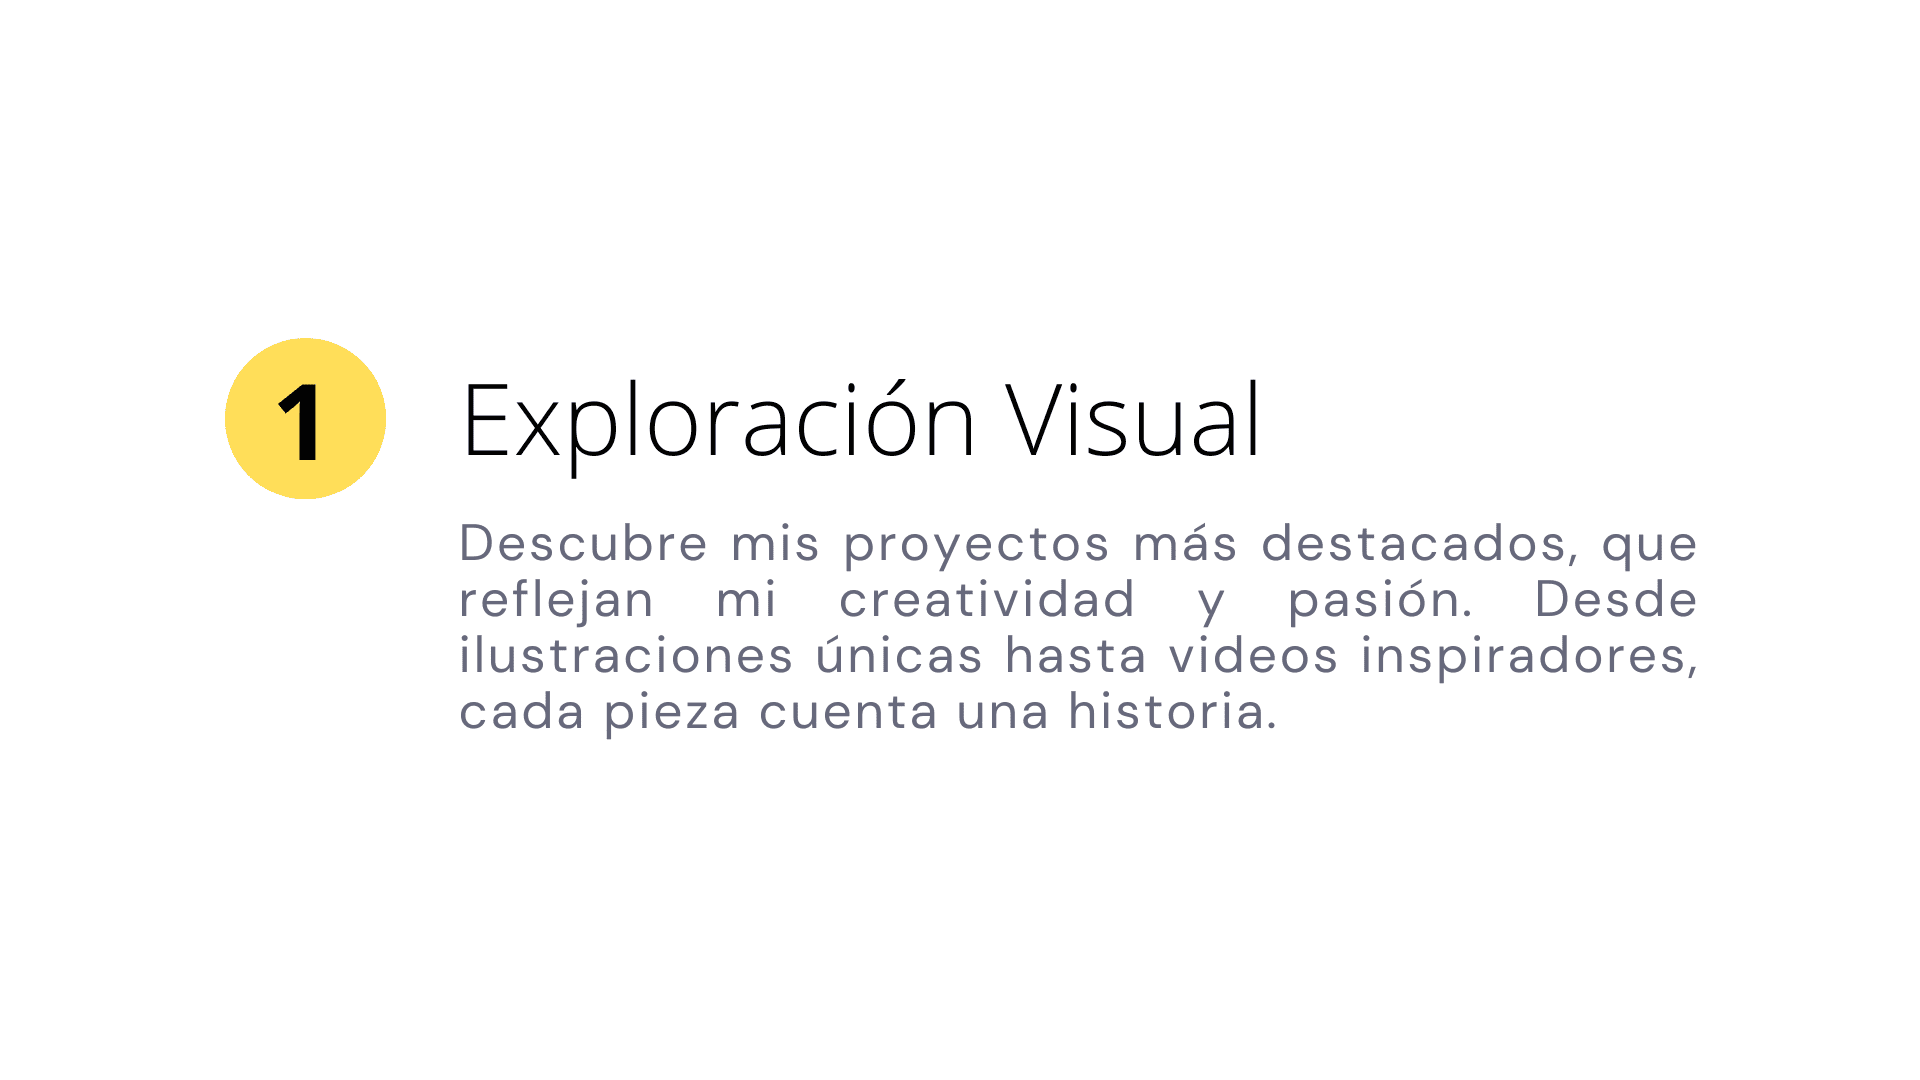 1
Exploración Visual
Descubre mis proyectos más destacados, que
reflejan mi creatividad y pasión. Desde
ilustraciones únicas hasta videos inspiradores,
cada pieza cuenta una historia.